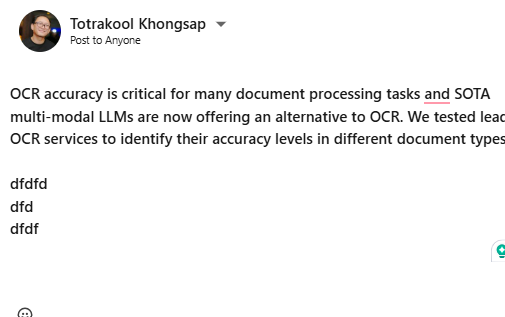 Totrakool Khongsap
Post to Anyone
OCR accuracy is critical for many document processing tasks and SOTA
multi-modal LLMs are now offering an alternative to OCR. We tested lead
OCR services to identify their accuracy levels in different document types
dfdfd
dfd
dfdf